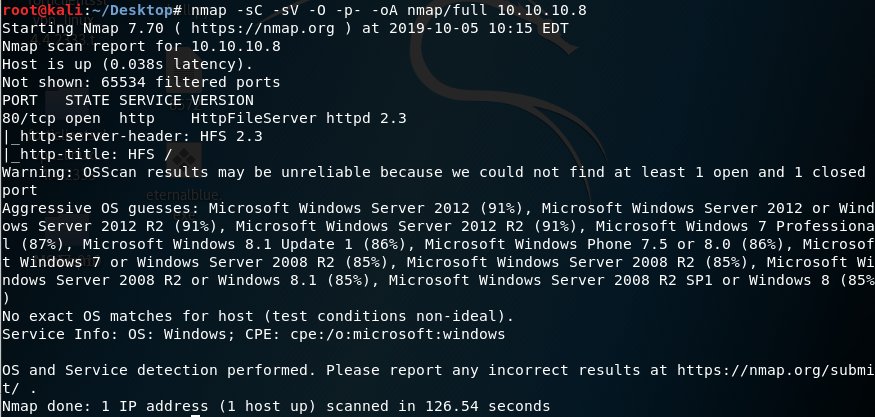 root@kali:~/Desktop# nmap -sC -sV -O -p- -oA nmap/full 10.10.10.8
Starting Nmap 7.70 ( https://nmap.org ) at 2019-10-05 10:15 EDT
Nmap scan report for 10.10.10.8
Host is up (0.038s latency).
Not shown: 65534 filtered ports
PORT   STATE SERVICE VERSION
80/tcp open  http    HttpFileServer httpd 2.3
|_http-server-header: HFS 2.3
|_http-title: HFS /
Warning: OSScan results may be unreliable because we could not find at least 1 open and 1 closed
port
eternalblue
Aggressive OS guesses: Microsoft Windows Server 2012 (91%), Microsoft Windows Server 2012 or Wind
ows Server 2012 R2 (91%), Microsoft Windows Server 2012 R2 (91%), Microsoft Windows 7 Professiona
l (87%), Microsoft Windows 8.1 Update 1 (86%), Microsoft Windows Phone 7.5 or 8.0 (86%), Microsof
t Windows 7 or Windows Server 2008 R2 (85%), Microsoft Windows Server 2008 R2 (85%), Microsoft Wi
ndows Server 2008 R2 or Windows 8.1 (85%), Microsoft Windows Server 2008 R2 SP1 or Windows 8 (85%
)
No exact OS matches for host (test conditions non-ideal).
Service Info: OS: Windows; CPE: cpe:/o:microsoft:windows
OS and Service detection performed. Please report any incorrect results at https://nmap.org/submi
t/ .
Nmap done: 1 IP address (1 host up) scanned in 126.54 seconds